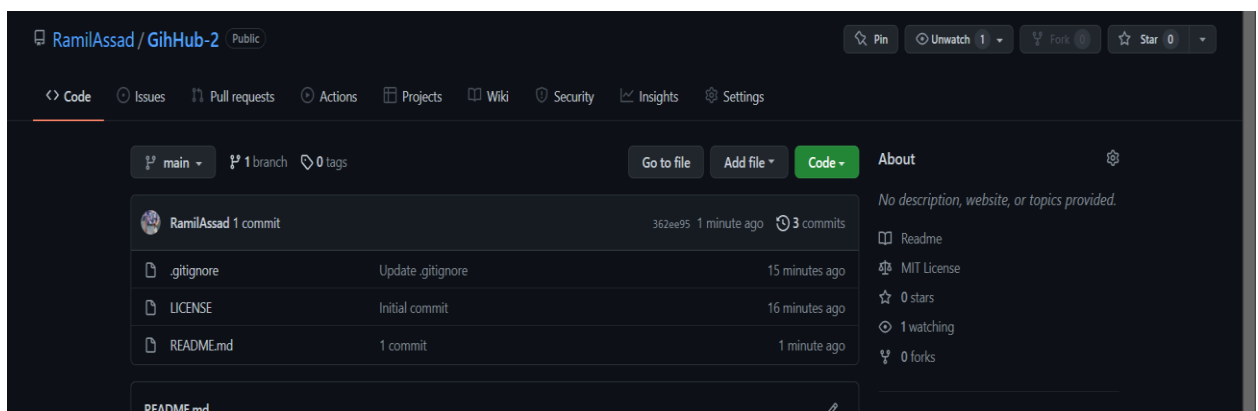 RamilAssad / GihHub-2 Public
Pin Unwatch 1 Fork 0 Star 0
<> Code Issues Pull requests Actions Projects Wiki Security Insights Settings
main 1 branch 0 tags Go to file Add file Code
RamilAssad 1 commit 362ee95 1 minute ago 3 commits
.gitignore Update .gitignore 15 minutes ago
LICENSE Initial commit 16 minutes ago
README.md 1 commit 1 minute ago
README.md
About
No description, website, or topics provided.
Readme
MIT License
0 stars
1 watching
0 forks